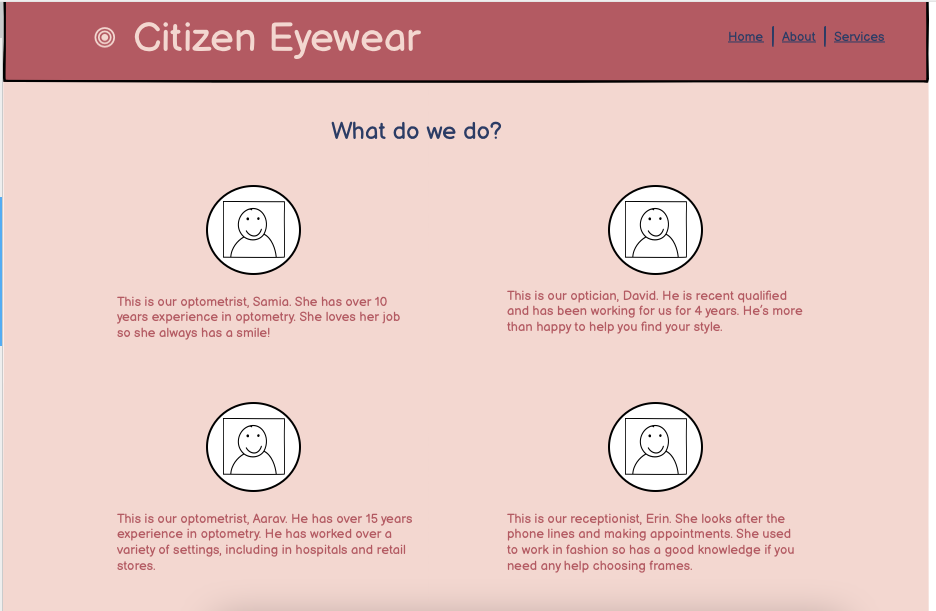 Citizen Eyewear
Home
About
Services
What do we do?
This is our optometrist, Samia. She has over 10
years experience in optometry. She loves her job
so she always has a smile!
This is our optician, David. He is recent qualified
and has been working for us for 4 years. He's more
than happy to help you find your style.
This is our optometrist, Aarav. He has over 15 years
experience in optometry. He has worked over a
variety of settings, including in hospitals and retail
stores.
This is our receptionist, Erin. She looks after the
phone lines and making appointments. She used
to work in fashion so has a good knowledge if you
need any help choosing frames.